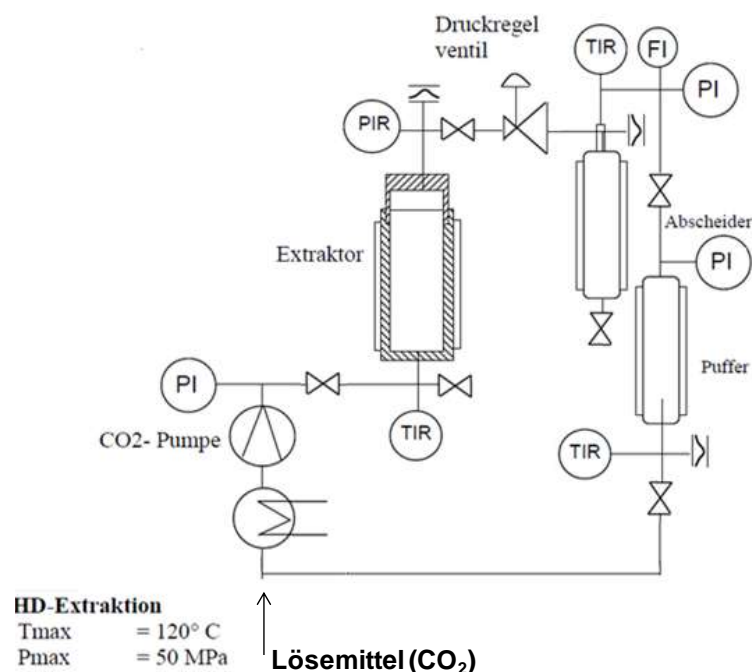 Druckregel
ventil
TIR
FI
PI
PIR
Abscheider
Extraktor
PI
Puffer
PI
CO2- Pumpe
TIR
TIR
HD-Extraktion
Tmax = 120° C
Pmax = 50 MPa
Lösemittel (CO₂)